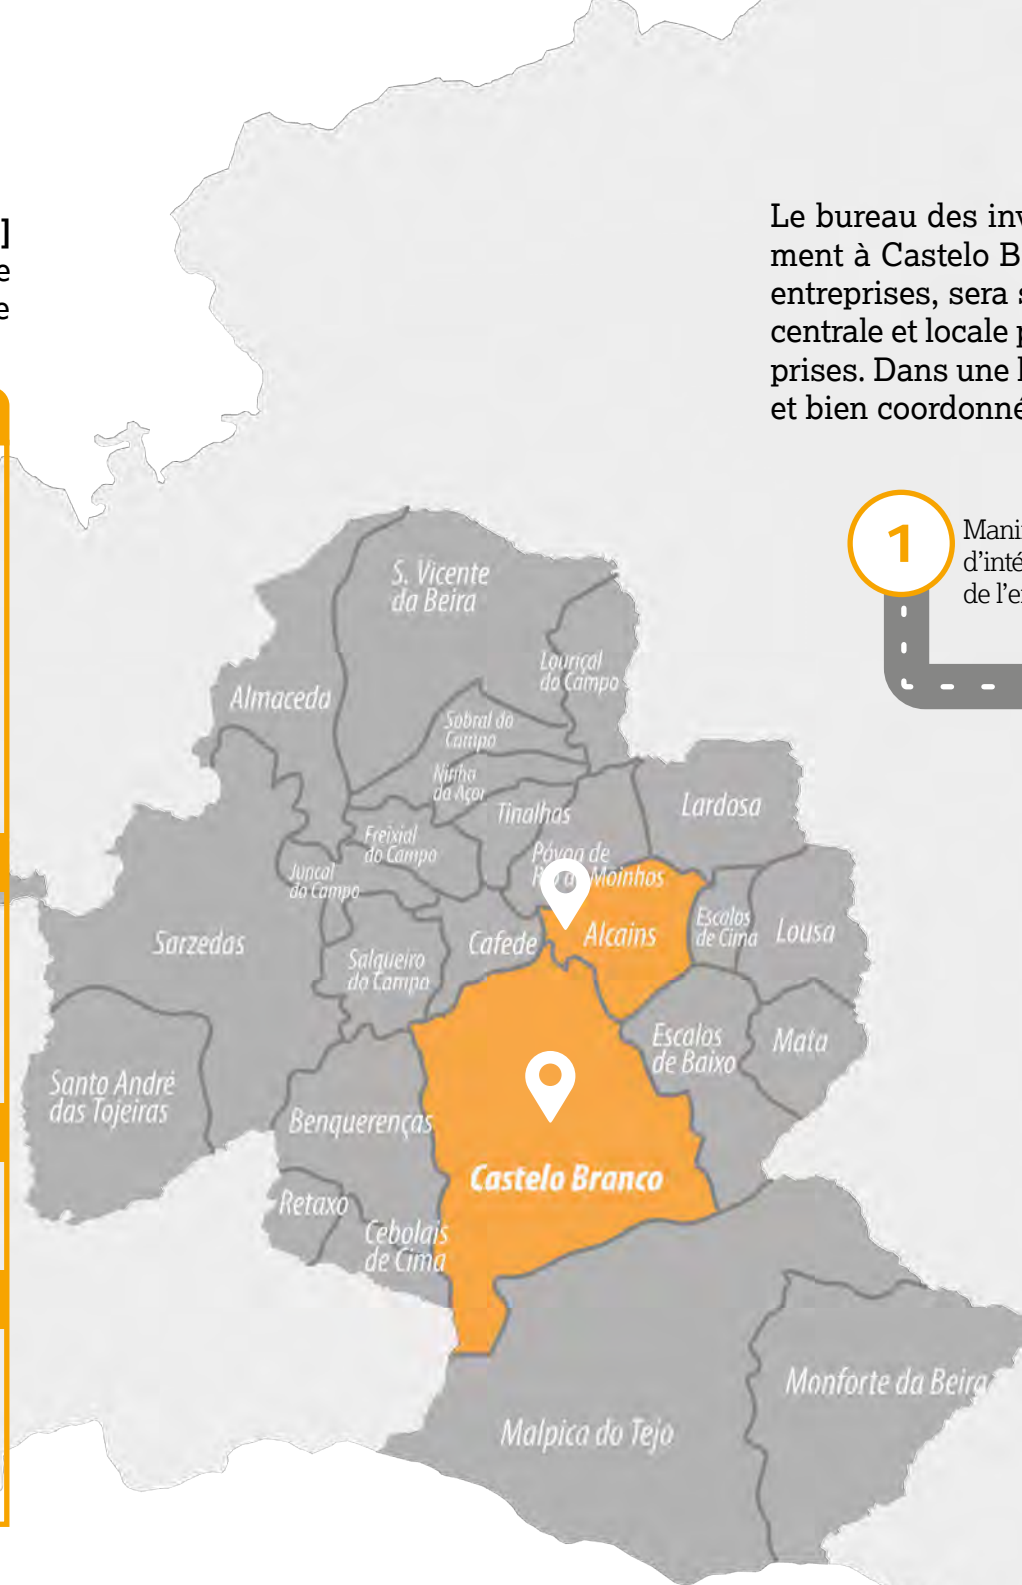 ]
e
e
Le bureau des inv
ment à Castelo B
entreprises, sera s
centrale et locale p
prises. Dans une l
et bien coordonné
1
Mani
d'inté
de l'e
S. Vicente
da Beira
Louriçal
do Campo
Almaceda
Sobral do
Campo
Ninho
do Açor
Tinalhas
Lardosa
Freixial
do Campo
Póvoa de
Moinhos
Juncal
do Campo
Alcains
Escalos
de Cima
Lousa
Sarzedas
Cafede
Salgueiro
do Campo
Escalos
de Baixo
Mata
Santo André
das Tojeiras
Benquerenças
Castelo Branco
Retaxo
Cebolais
de Cima
Monforte da Beira
Malpica do Tejo